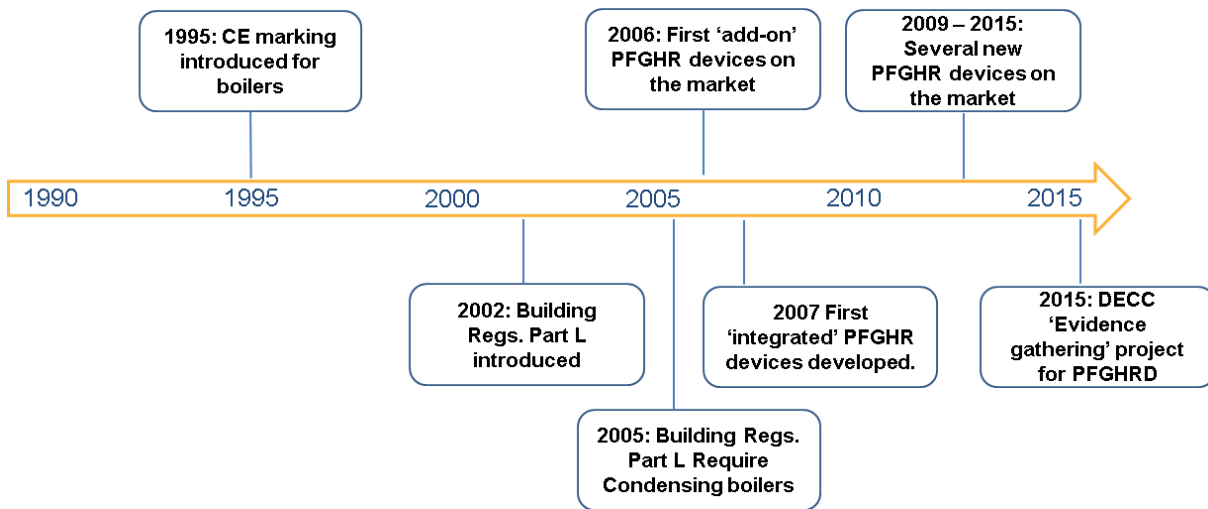 1995: CE marking
introduced for
boilers
2006: First ‘add-on’
PFGHR devices on
the market
2009 – 2015:
Several new
PFGHR devices on
the market
1990 1995 2000 2005 2010 2015
2002: Building
Regs. Part L
introduced
2007 First
‘integrated’ PFGHR
devices developed.
2015: DECC
‘Evidence
gathering’ project
for PFGHRD
2005: Building Regs.
Part L Require
Condensing boilers